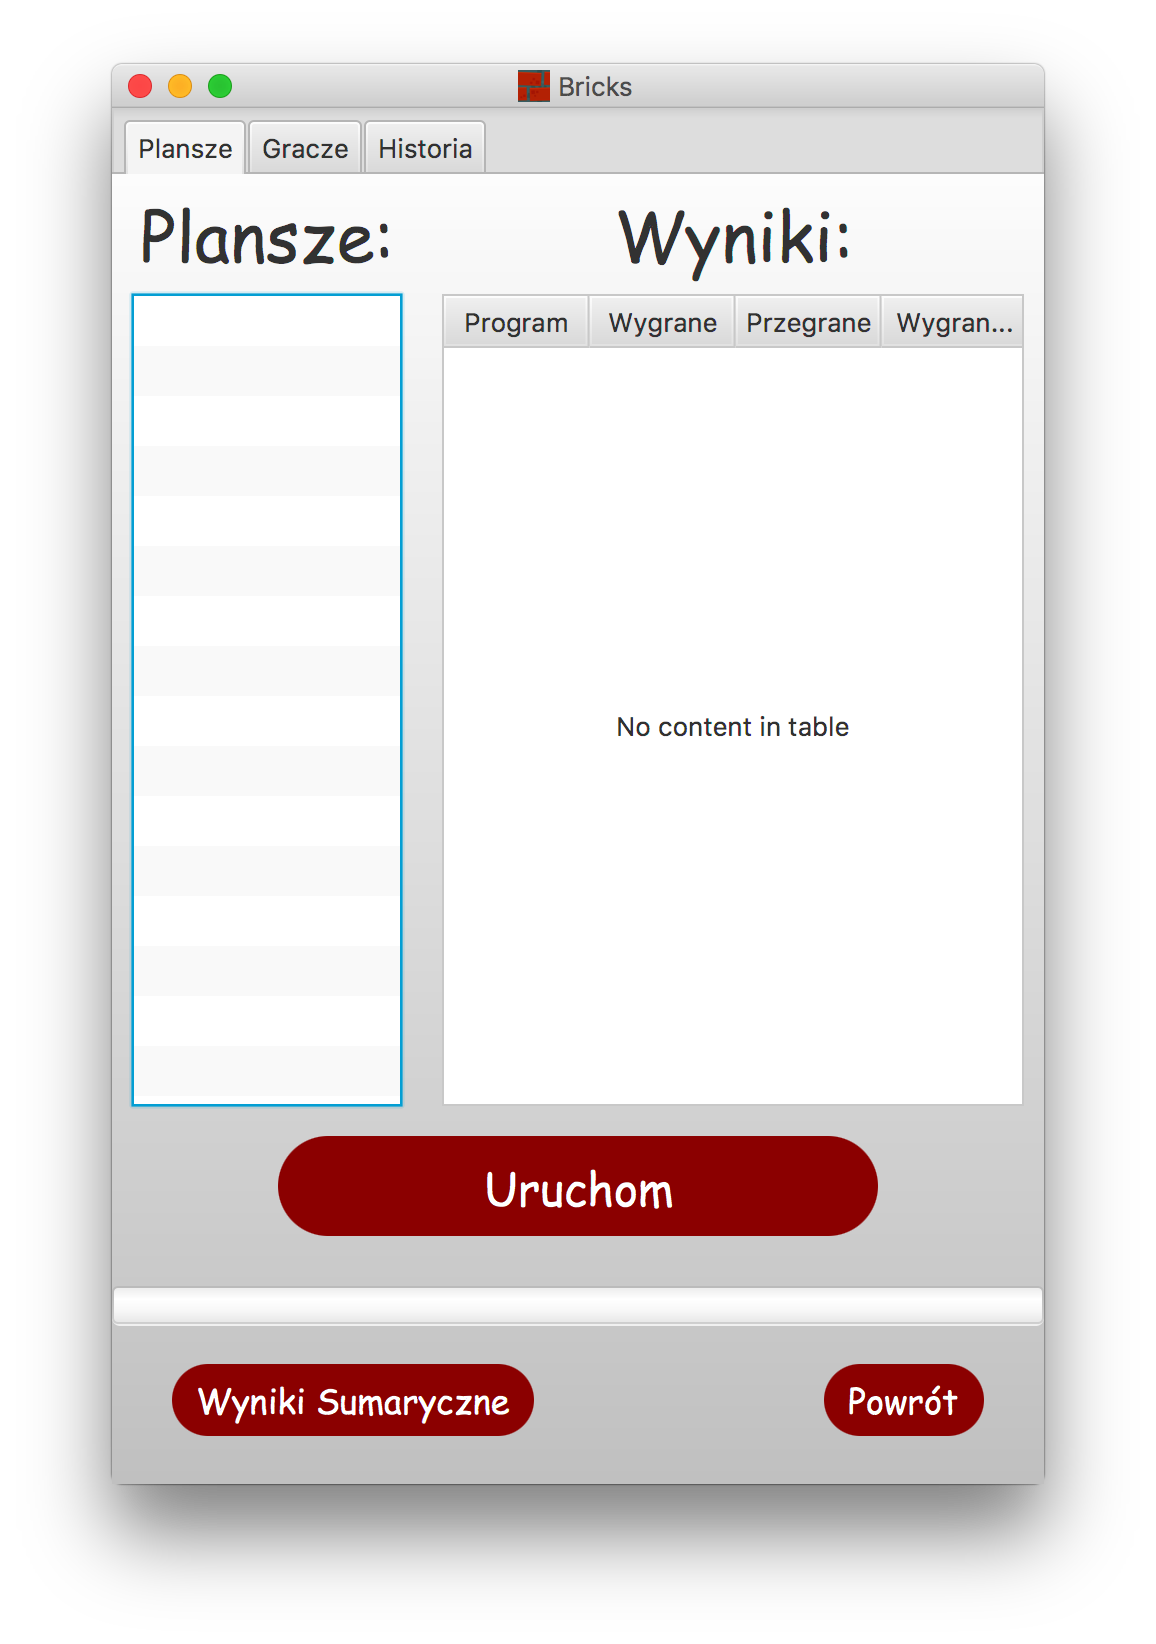 Bricks
Plansze Gracze Historia
Plansze: Wyniki:
Program Wygrane Przegrane Wygran...
No content in table
Uruchom
Wyniki Sumaryczne Powrót